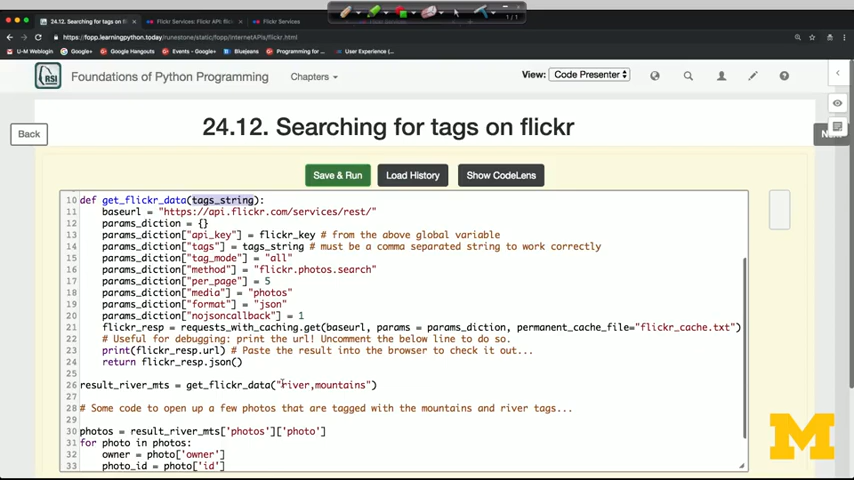 1/1
24.12. Searching for tags on fl
Flickr Services: Flickr API: flick
Flickr Services
https://fopp.learningpython.today/runestone/static/fopp/InternetAPIs/flickr.html
U-M Weblogin
Google+
Google Hangouts
Events - Google+
Bluejeans
Programming for ...
User Experience (...
RSI
Foundations of Python Programming
Chapters
View:
Code Presenter
24.12. Searching for tags on flickr
Back
Save & Run
Load History
Show CodeLens
10 def get_flickr_data(tags_string):
11 baseurl = "https://api.flickr.com/services/rest/"
12 params_diction = {}
13 params_diction["api_key"] = flickr_key # from the above global variable
14 params_diction["tags"] = tags_string # must be a comma separated string to work correctly
15 params_diction["tag_mode"] = "all"
16 params_diction["method"] = "flickr.photos.search"
17 params_diction["per_page"] = 5
18 params_diction["media"] = "photos"
19 params_diction["format"] = "json"
20 params_diction["nojsoncallback"] = 1
21 flickr_resp = requests_with_caching.get(baseurl, params = params_diction, permanent_cache_file="flickr_cache.txt")
22 # Useful for debugging: print the url! Uncomment the below line to do so.
23 print(flickr_resp.url) # Paste the result into the browser to check it out...
24 return flickr_resp.json()
25
26 result_river_mts = get_flickr_data("river,mountains")
27
28 # Some code to open up a few photos that are tagged with the mountains and river tags...
29
30 photos = result_river_mts['photos']['photo']
31 for photo in photos:
32 owner = photo['owner']
33 photo_id = photo['id']
M